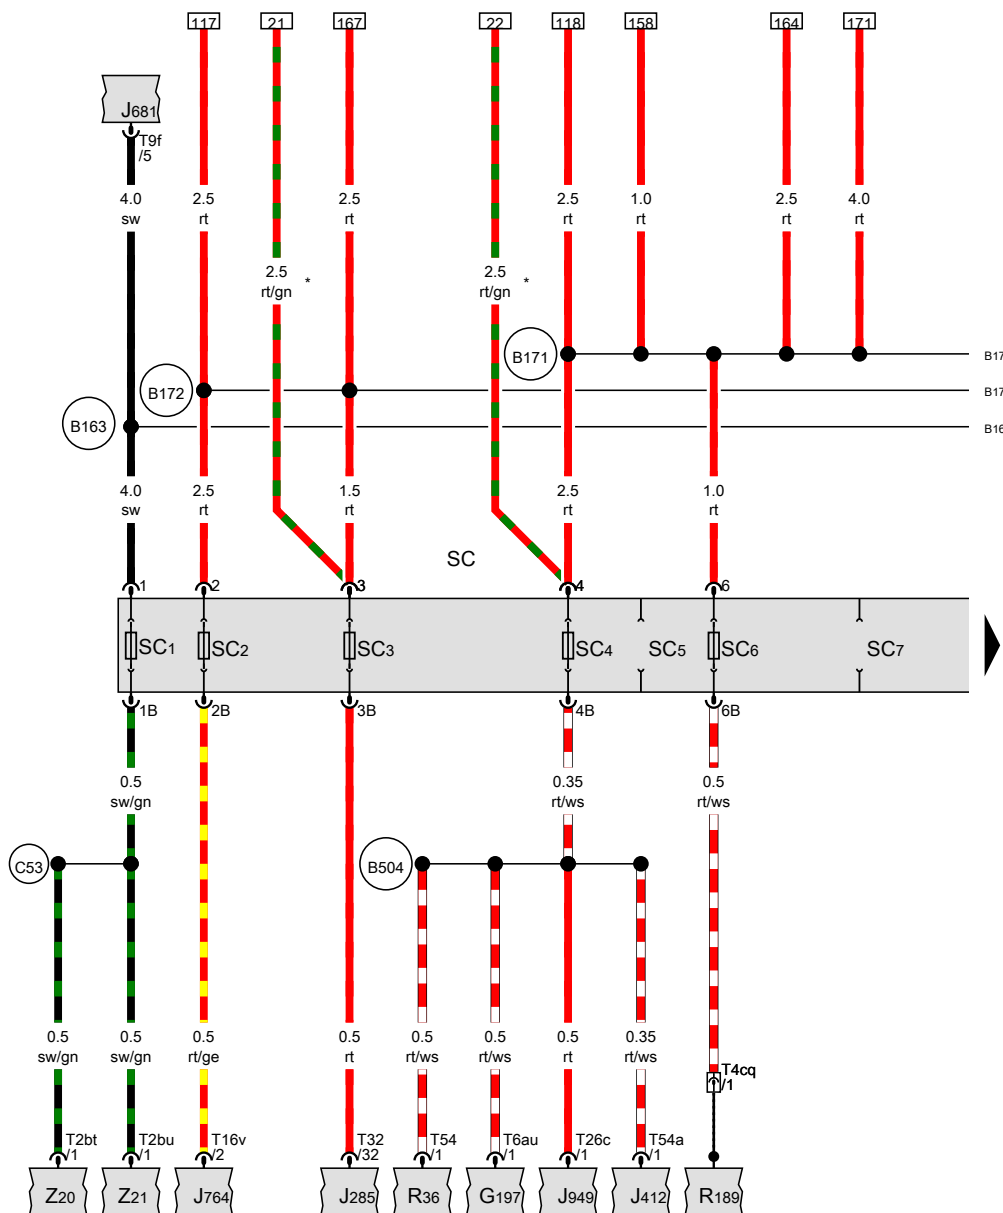 117 21 167 22 118 158 164 171
J681
T9f
/5
4.0 2.5 2.5 2.5 1.0 2.5 4.0
sw rt rt rt rt rt rt
2.5 * 2.5 *
rt/gn rt/gn
B171 B17
B172 B17
B163 B16
4.0 2.5 1.5 2.5 1.0
sw rt rt rt rt
SC
1 2 3 4 6
SC1 SC2 SC3 SC4 SC5 SC6 SC7
1B 2B 3B 4B 6B
0.5 0.35 0.5
sw/gn rt/ws rt/ws
C53 B504
0.5 0.5 0.5 0.5 0.5 0.5 0.5 0.35
sw/gn sw/gn rt/ge rt rt/ws rt/ws rt rt/ws
T4cq
/1
T2bt T2bu T16v T32 T54 T6au T26c T54a
/1 /1 /2 /32 /1 /1 /1 /1
Z20 Z21 J764 J285 R36 G197 J949 J412 R189